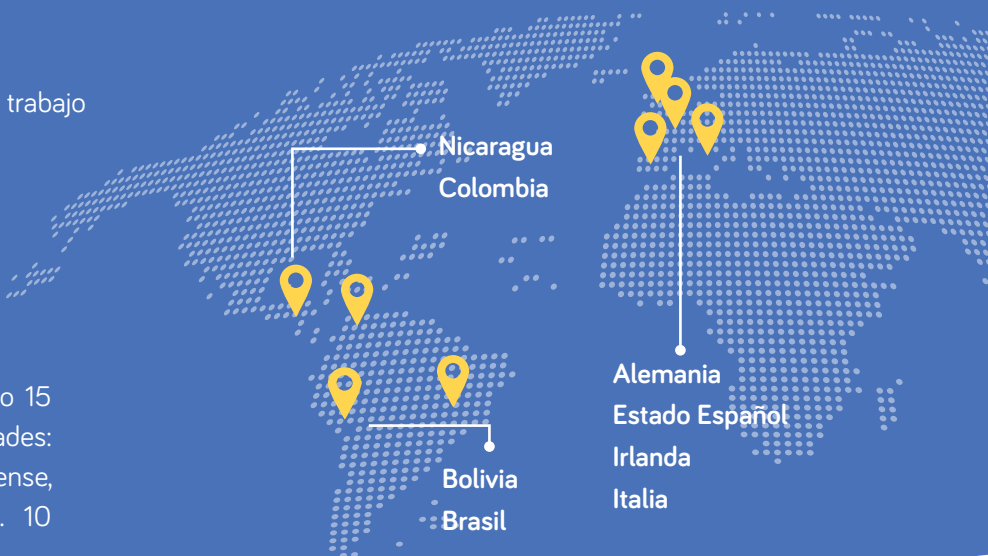 trabajo
Nicaragua
Colombia
o 15
ades:
ense,
. 10
Bolivia
Brasil
Alemania
Estado Español
Irlanda
Italia